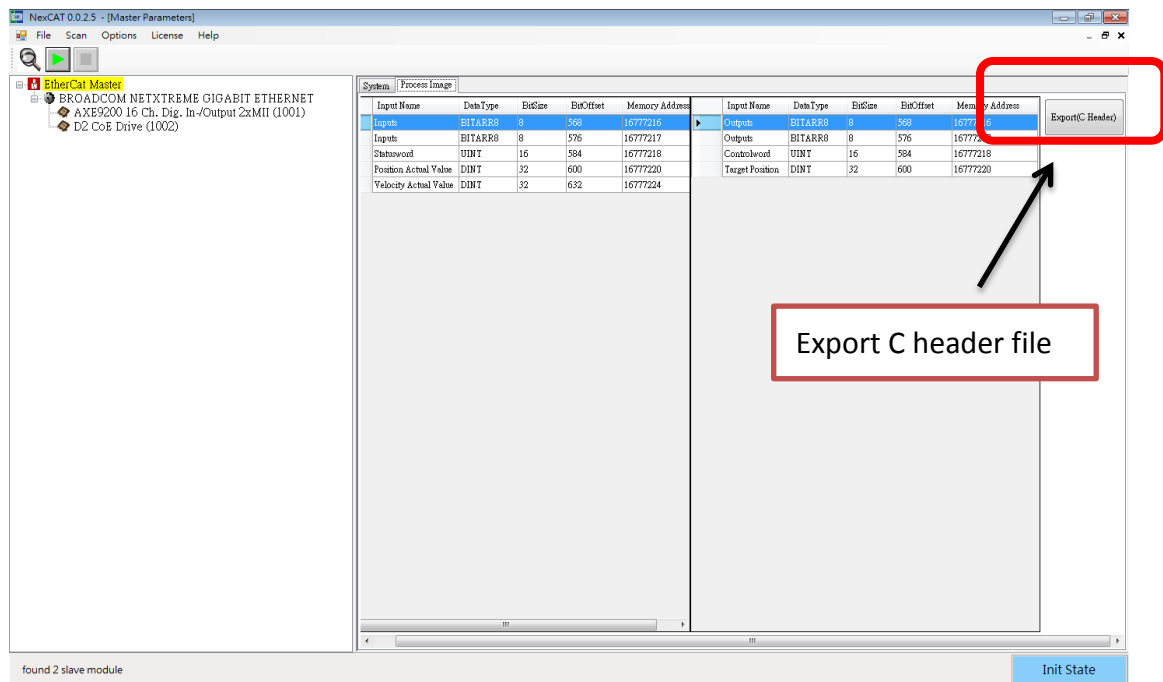 NexCAT 0.0.2.5 - [Master Parameters]
File Scan Options License Help
EtherCat Master
BROADCOM NETXTREME GIGABIT ETHERNET
AXE9200 16 Ch. Dig. In-/Output 2xMII (1001)
D2 CoE Drive (1002)
System Process Image
Input Name DataType BitSize BitOffset Memory Address
Inputs BITARR8 8 568 16777216
Inputs BITARR8 8 576 16777217
Statusword UINT 16 584 16777218
Position Actual Value DINT 32 600 16777220
Velocity Actual Value DINT 32 632 16777224
Input Name DataType BitSize BitOffset
Outputs BITARR8 8 568
Outputs BITARR8 8 576
Controlword UINT 16 584 16777218
Target Position DINT 32 600 16777220
Export(C Header)
Export C header file
found 2 slave module
Init State